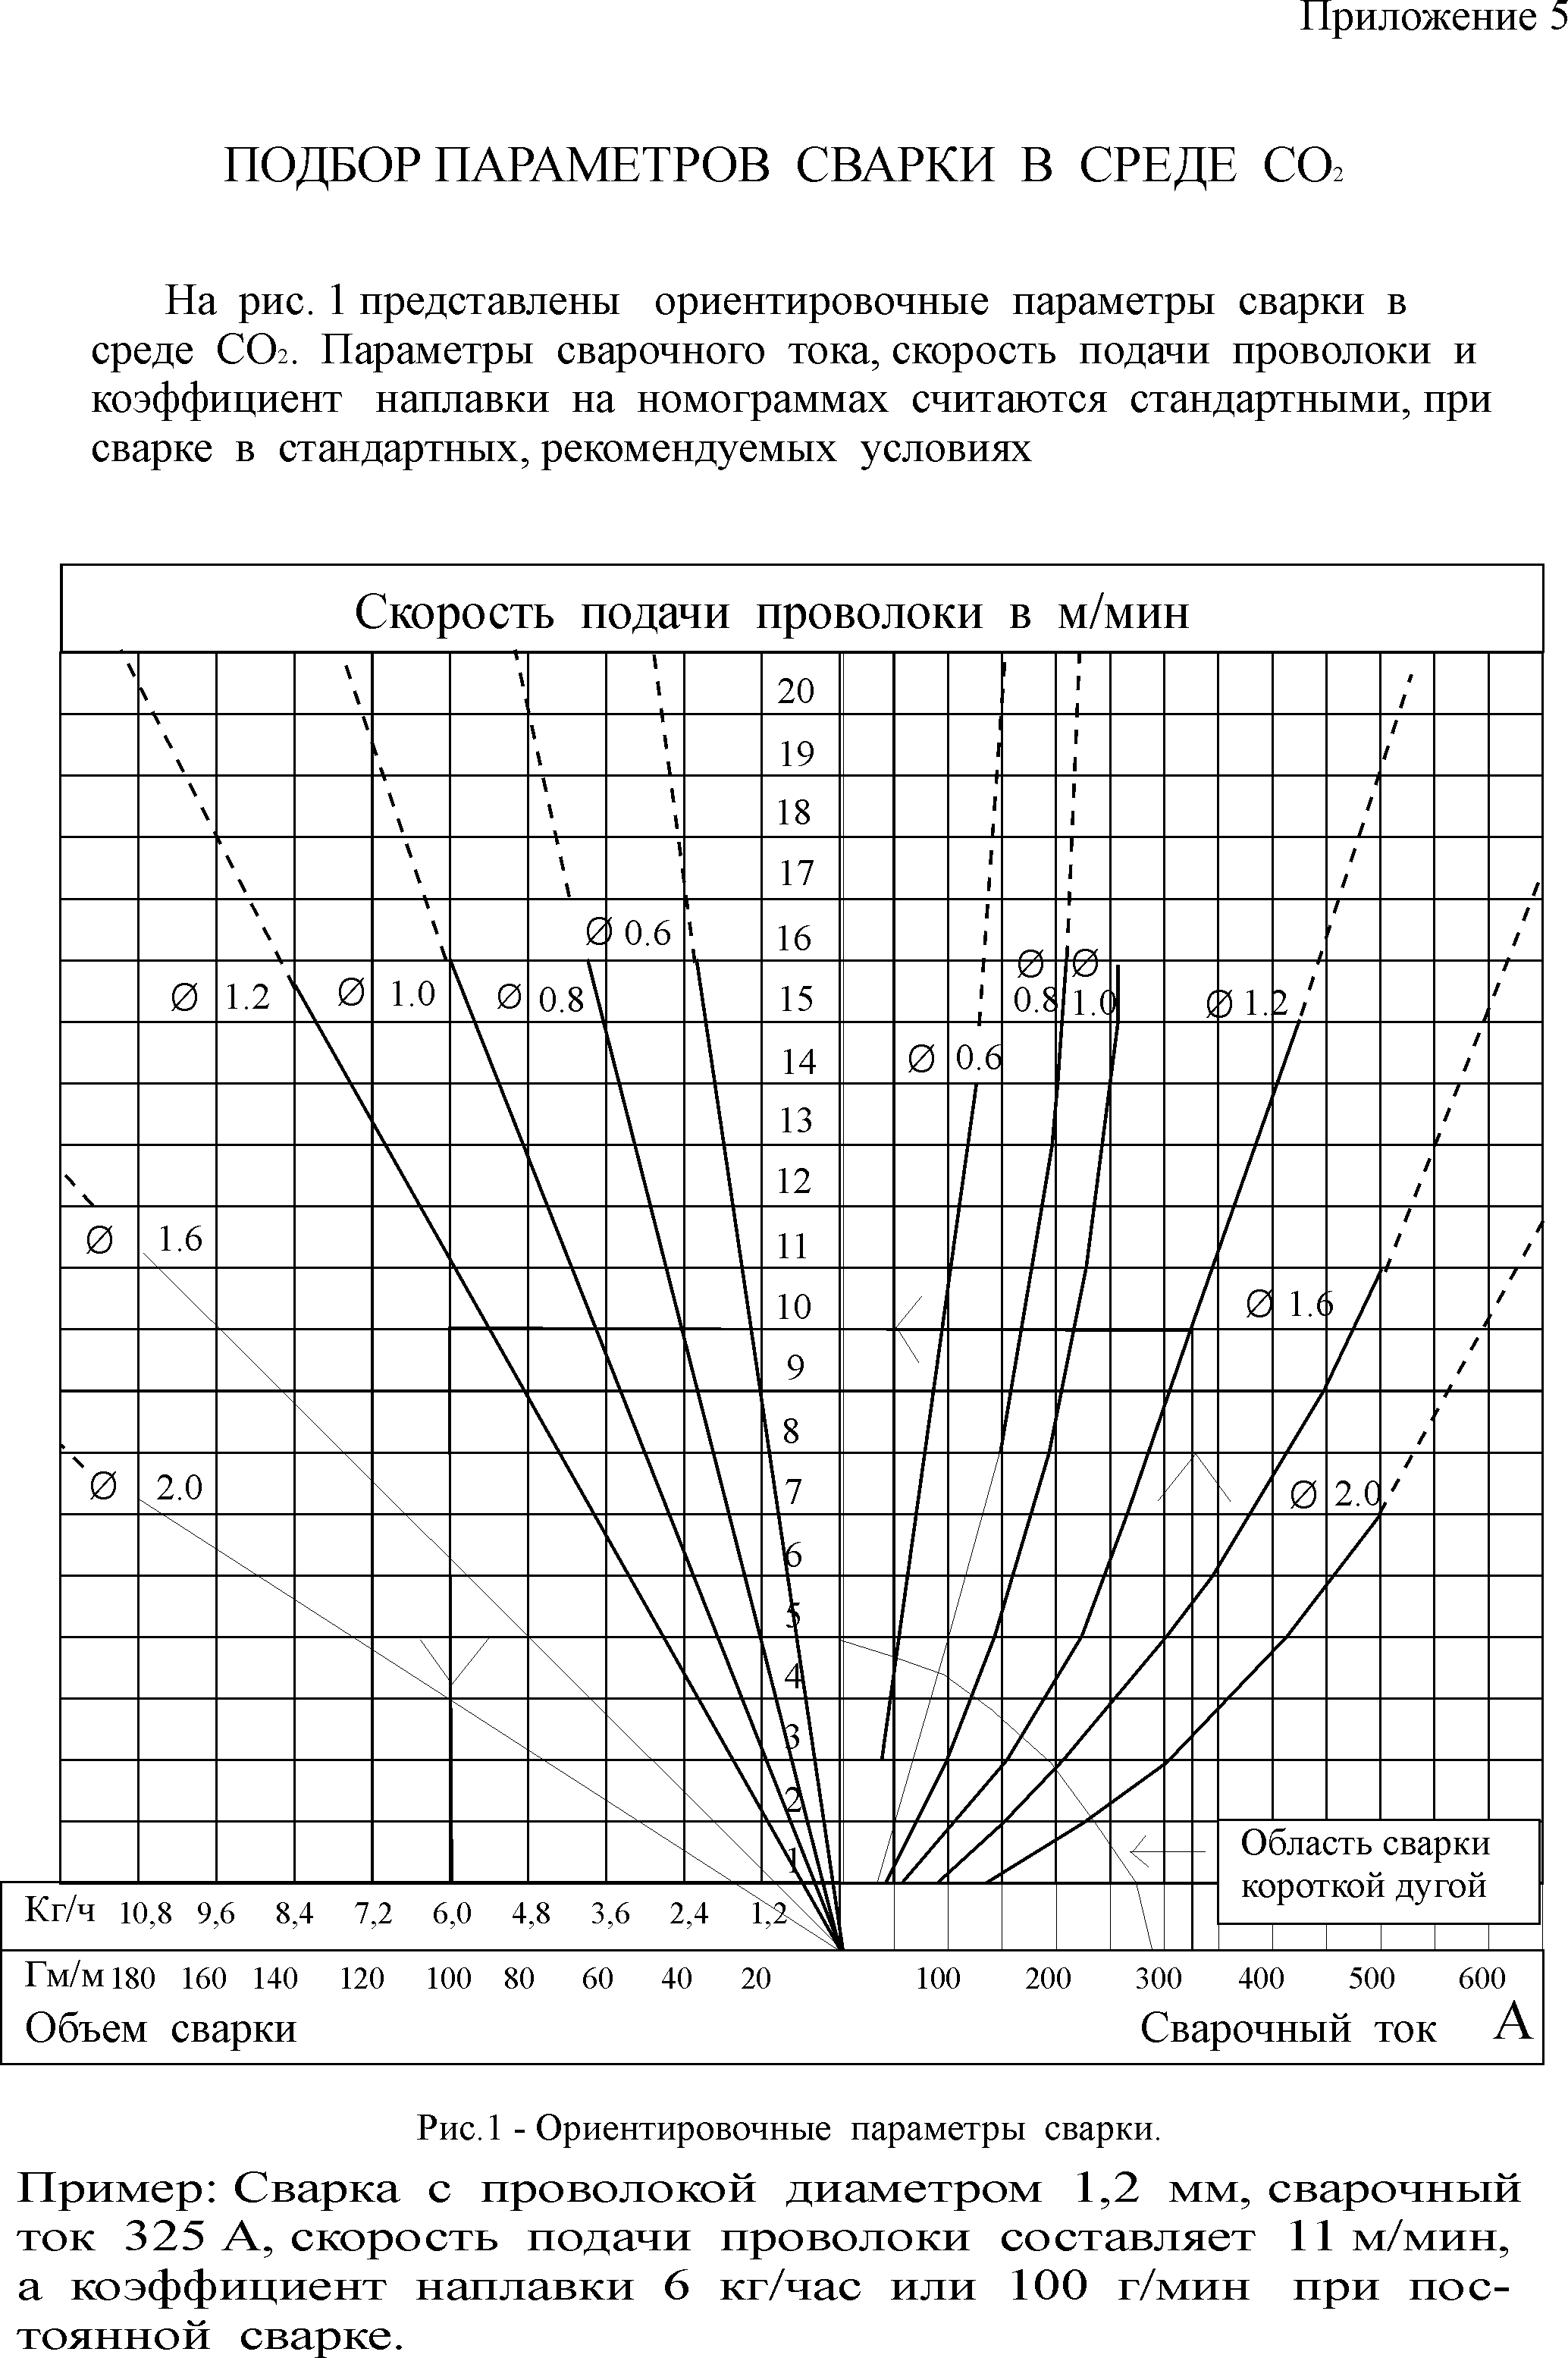 Приложение 5
ПОДБОР ПАРАМЕТРОВ СВАРКИ В СРЕДЕ СО₂
На рис. 1 представлены ориентировочные параметры сварки в
среде СО₂. Параметры сварочного тока, скорость подачи проволоки и
коэффициент наплавки на номограммах считаются стандартными, при
сварке в стандартных, рекомендуемых условиях
Скорость подачи проволоки в м/мин
20
19
18
17
∅ 0.6
16
∅ ∅
∅ 1.2
∅ 1.0
∅ 0.8
15
0.8
1.0
∅ 1.2
14
∅ 0.6
13
12
∅ 1.6
11
10
∅ 1.6
9
8
∅ 2.0
7
∅ 2.0
6
5
4
3
2
1
Область сварки
короткой дугой
Кг/ч 10,8 9,6 8,4 7,2 6,0 4,8 3,6 2,4 1,2
Гм/м 180 160 140 120 100 80 60 40 20 100 200 300 400 500 600
Объем сварки Сварочный ток А
Рис.1 - Ориентировочные параметры сварки.
Пример: Сварка с проволокой диаметром 1,2 мм, сварочный
ток 325 А, скорость подачи проволоки составляет 11 м/мин,
а коэффициент наплавки 6 кг/час или 100 г/мин при пос-
тоянной сварке.